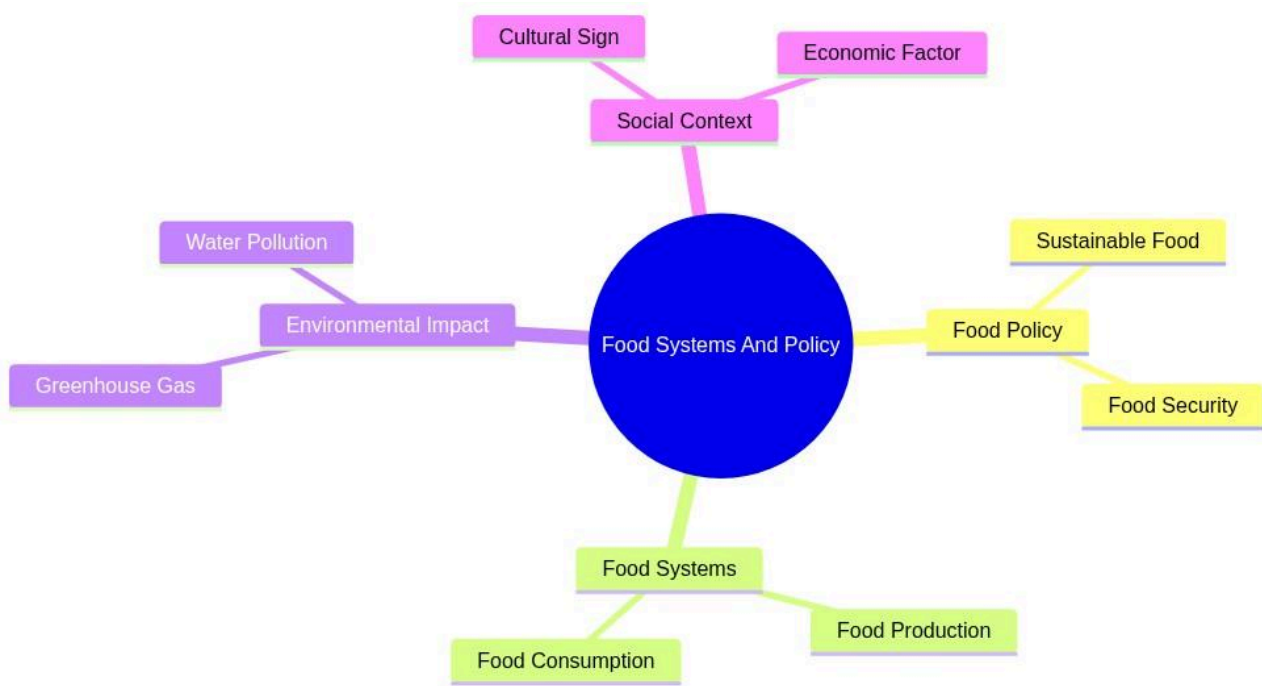 Cultural Sign
Economic Factor
Social Context
Water Pollution
Sustainable Food
Environmental Impact
Food Systems And Policy
Food Policy
Greenhouse Gas
Food Security
Food Systems
Food Production
Food Consumption